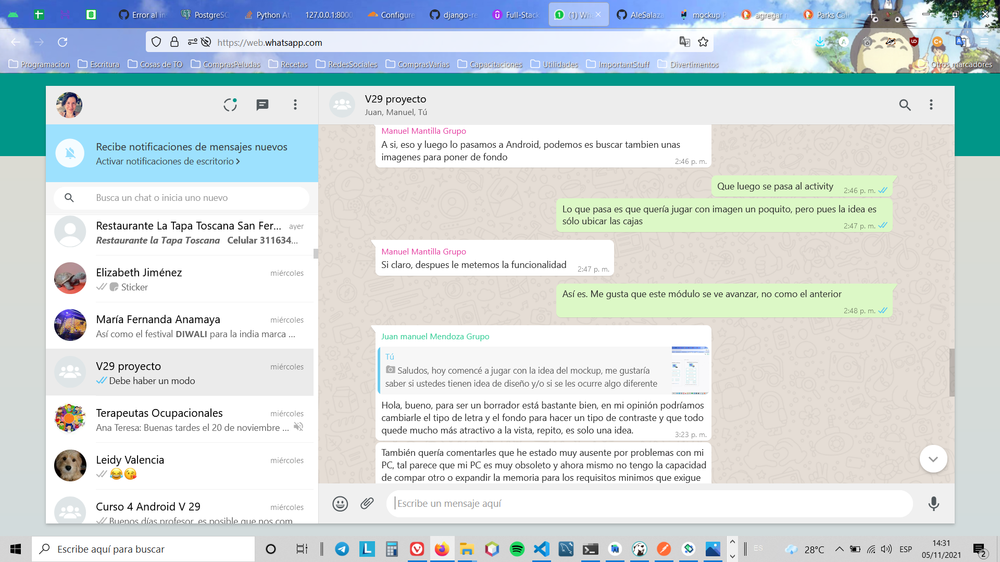 Error al in
PostgreSQ
Python At
127.0.0.1:8000
Configure
django-re
Full-Stack
(1) Wh
AleSalaza
mockup P
agregar n
Parks Cali
https://web.whatsapp.com
Programacion
Escritura
Cosas de TO
ComprasPeludas
Recetas
RedesSociales
ComprasVarias
Capacitaciones
Utilidades
ImportantStuff
Divertimentos
Otros marcadores
Recibe notificaciones de mensajes nuevos
Activar notificaciones de escritorio
Busca un chat o inicia uno nuevo
Restaurante La Tapa Toscana San Fer... ayer
Restaurante la Tapa Toscana Celular 311634...
Elizabeth Jiménez miércoles
Sticker
María Fernanda Anamaya miércoles
Así como el festival DIWALI para la india marca ...
V29 proyecto miércoles
Debe haber un modo
Terapeutas Ocupacionales miércoles
Ana Teresa: Buenas tardes el 20 de noviembre ...
Leidy Valencia miércoles
Curso 4 Android V 29 miércoles
Buenos días profesor, es posible que nos com
V29 proyecto
Juan, Manuel, Tú
Manuel Mantilla Grupo
A si, eso y luego lo pasamos a Android, podemos es buscar tambien unas
imagenes para poner de fondo
2:46 p. m.
Que luego se pasa al activity 2:46 p. m.
Lo que pasa es que quería jugar con imagen un poquito, pero pues la idea es
sólo ubicar las cajas
2:47 p. m.
Manuel Mantilla Grupo
Si claro, despues le metemos la funcionalidad 2:47 p. m.
Así es. Me gusta que este módulo se ve avanzar, no como el anterior
2:48 p. m.
Juan manuel Mendoza Grupo
Tú
Saludos, hoy comencé a jugar con la idea del mockup, me gustaría
saber si ustedes tienen idea de diseño y/o si se les ocurre algo diferente
Hola, bueno, para ser un borrador está bastante bien, en mi opinión podríamos
cambiarle el tipo de letra y el fondo para hacer un tipo de contraste y que todo
quede mucho más atractivo a la vista, repito, es solo una idea.
3:23 p. m.
También quería comentarles que he estado muy ausente por problemas con mi
PC, tal parece que mi PC es muy obsoleto y ahora mismo no tengo la capacidad
de compar otro o expandir la memoria para los requisitos minimos que exigue
Escribe un mensaje aquí
Escribe aquí para buscar
ES
28°C
ESP
14:31
05/11/2021
2